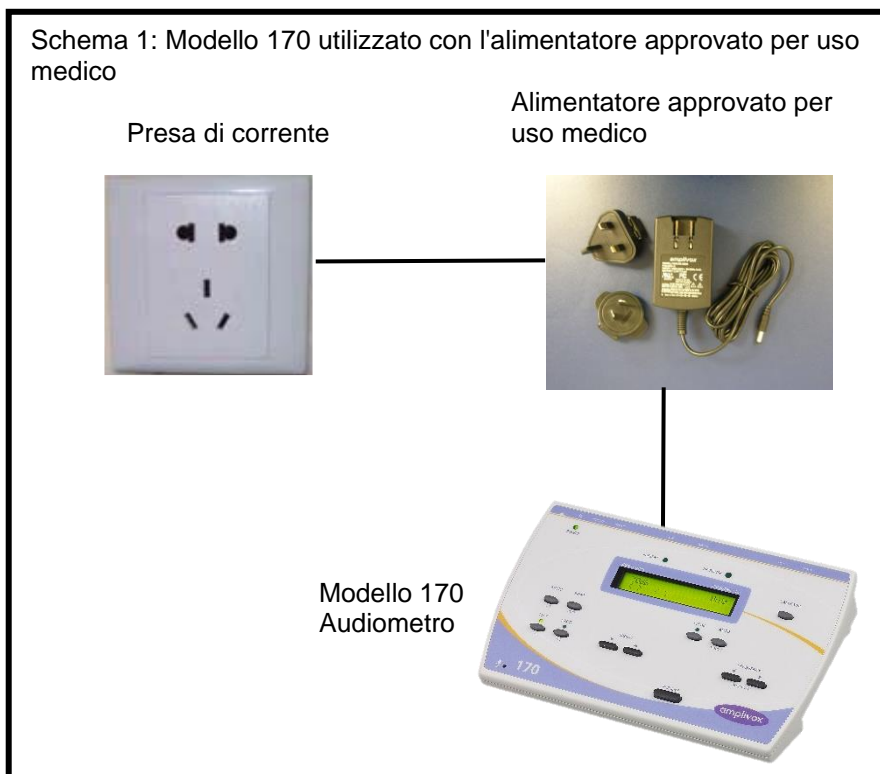 Schema 1: Modello 170 utilizzato con l'alimentatore approvato per uso
medico
Alimentatore approvato per
uso medico
Presa di corrente
amplivox
Modello 170
Audiometro
170
amplivox